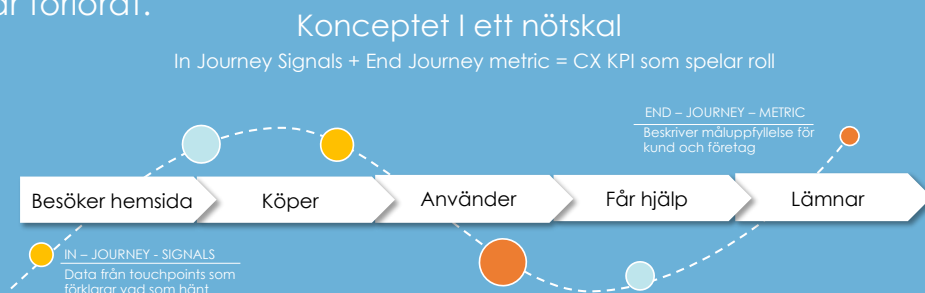 är förlorat.
Konceptet I ett nötskal
In Journey Signals + End Journey metric = CX KPI som spelar roll
END – JOURNEY – METRIC
Beskriver måluppfyllelse för
kund och företag
Besöker hemsida
Köper
Använder
Får hjälp
Lämnar
IN – JOURNEY - SIGNALS
Data från touchpoints som
förklarar vad som hänt